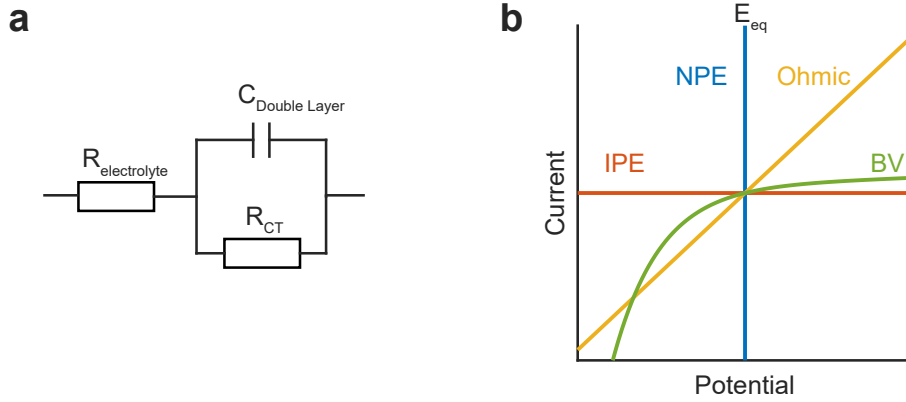 a
C Double Layer
R electrolyte
R CT
b
E eq
NPE
Ohmic
IPE
BV
Current
Potential